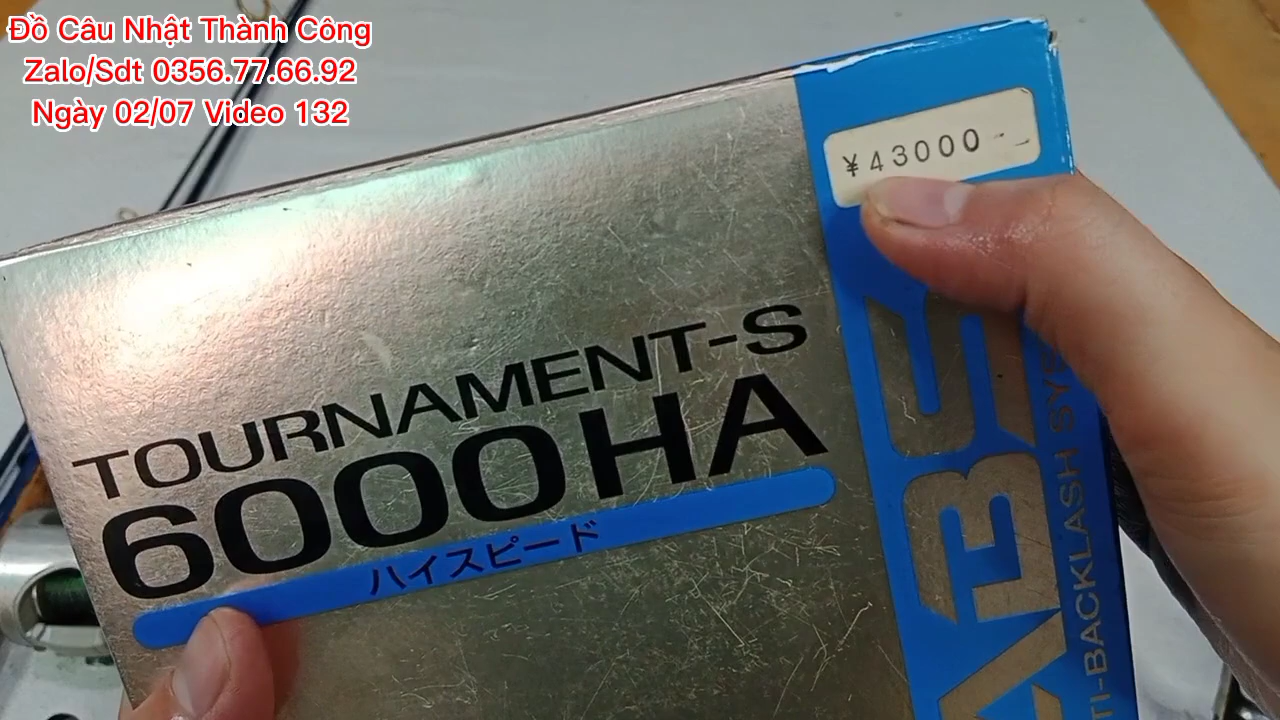 Đồ Câu Nhật Thành Công
Zalo/Sdt 0356.77.66.92
Ngày 02/07 Video 132
¥43000
TOURNAMENT-S
6000HA
ハイスピード
ABS
TI-BACKLASH SY